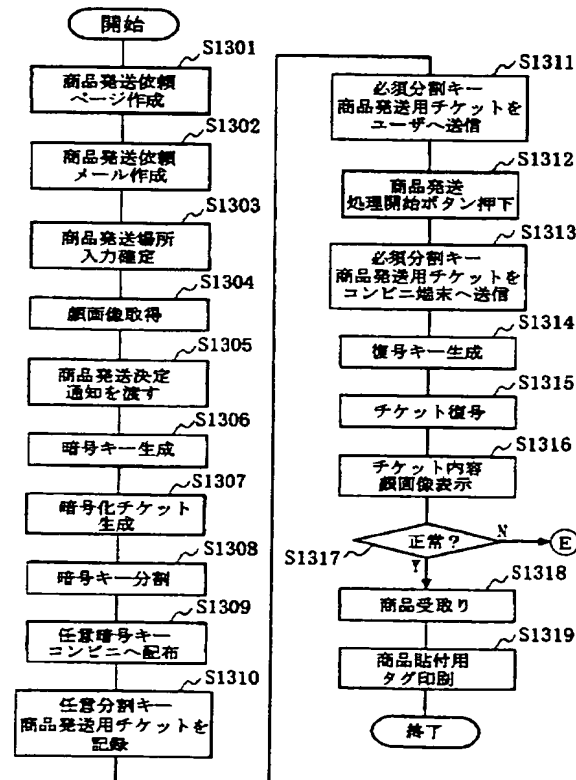 開始
S1301
商品発送依頼
ページ作成
S1302
商品発送依頼
メール作成
S1303
商品発送場所
入力確定
S1304
顔画像取得
S1305
商品発送決定
通知を渡す
S1306
暗号キー生成
S1307
暗号化チケット
生成
S1308
暗号キー分割
S1309
任意暗号キー
コンビニへ配布
S1310
任意分割キー
商品発送用チケットを
記録
S1311
必須分割キー
商品発送用チケットを
ユーザへ送信
S1312
商品発送
処理開始ボタン押下
S1313
必須分割キー
商品発送用チケットを
コンビニ端末へ送信
S1314
復号キー生成
S1315
チケット復号
S1316
チケット内容
顔画像表示
S1317
正常?
N
E
Y
S1318
商品受取り
S1319
商品貼付用
タグ印刷
終了